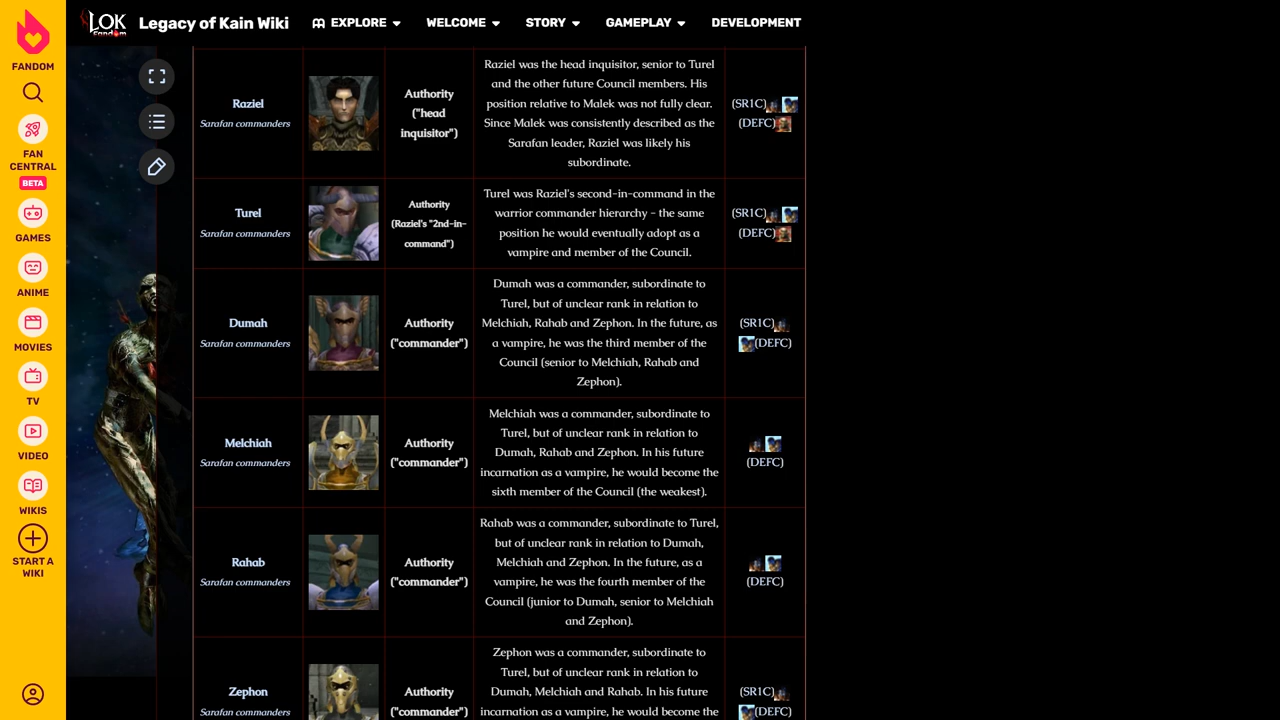 LOK
Fandom
Legacy of Kain Wiki
EXPLORE
WELCOME
STORY
GAMEPLAY
DEVELOPMENT
FANDOM
FAN
CENTRAL
BETA
GAMES
ANIME
MOVIES
TV
VIDEO
WIKIS
START A
WIKI
Raziel
Sarafan commanders
Authority
("head
inquisitor")
Raziel was the head inquisitor, senior to Turel
and the other future Council members. His
position relative to Malek was not fully clear.
Since Malek was consistently described as the
Sarafan leader, Raziel was likely his
subordinate.
(SR1C)
(DEFC)
Turel
Sarafan commanders
Authority
(Raziel's "2nd-in-
command")
Turel was Raziel's second-in-command in the
warrior commander hierarchy - the same
position he would eventually adopt as a
vampire and member of the Council.
(SR1C)
(DEFC)
Dumah
Sarafan commanders
Authority
("commander")
Dumah was a commander, subordinate to
Turel, but of unclear rank in relation to
Melchiah, Rahab and Zephon. In the future, as
a vampire, he was the third member of the
Council (senior to Melchiah, Rahab and
Zephon).
(SR1C)
(DEFC)
Melchiah
Sarafan commanders
Authority
("commander")
Melchiah was a commander, subordinate to
Turel, but of unclear rank in relation to
Dumah, Rahab and Zephon. In his future
incarnation as a vampire, he would become the
sixth member of the Council (the weakest).
(DEFC)
Rahab
Sarafan commanders
Authority
("commander")
Rahab was a commander, subordinate to Turel,
but of unclear rank in relation to Dumah,
Melchiah and Zephon. In the future, as a
vampire, he was the fourth member of the
Council (junior to Dumah, senior to Melchiah
and Zephon).
(DEFC)
Zephon
Sarafan commanders
Authority
("commander")
Zephon was a commander, subordinate to
Turel, but of unclear rank in relation to
Dumah, Melchiah and Rahab. In his future
incarnation as a vampire, he would become the
(SR1C)
(DEFC)